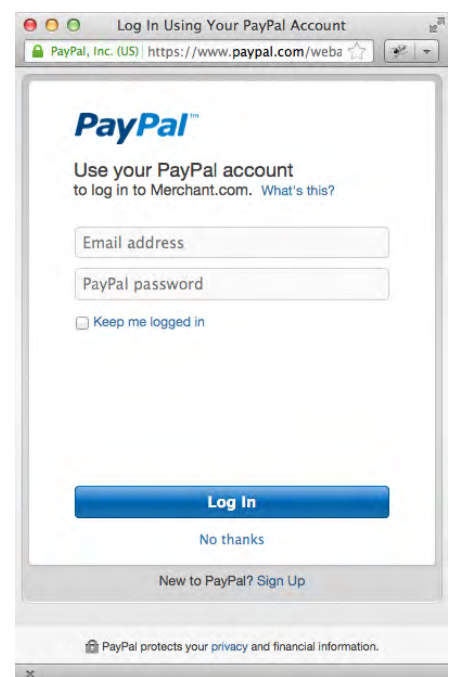 Log In Using Your PayPal Account
PayPal, Inc. (US) https://www.paypal.com/weba
PayPal™
Use your PayPal account
to log in to Merchant.com. What's this?
Email address
PayPal password
Keep me logged in
Log In
No thanks
New to PayPal? Sign Up
PayPal protects your privacy and financial information.